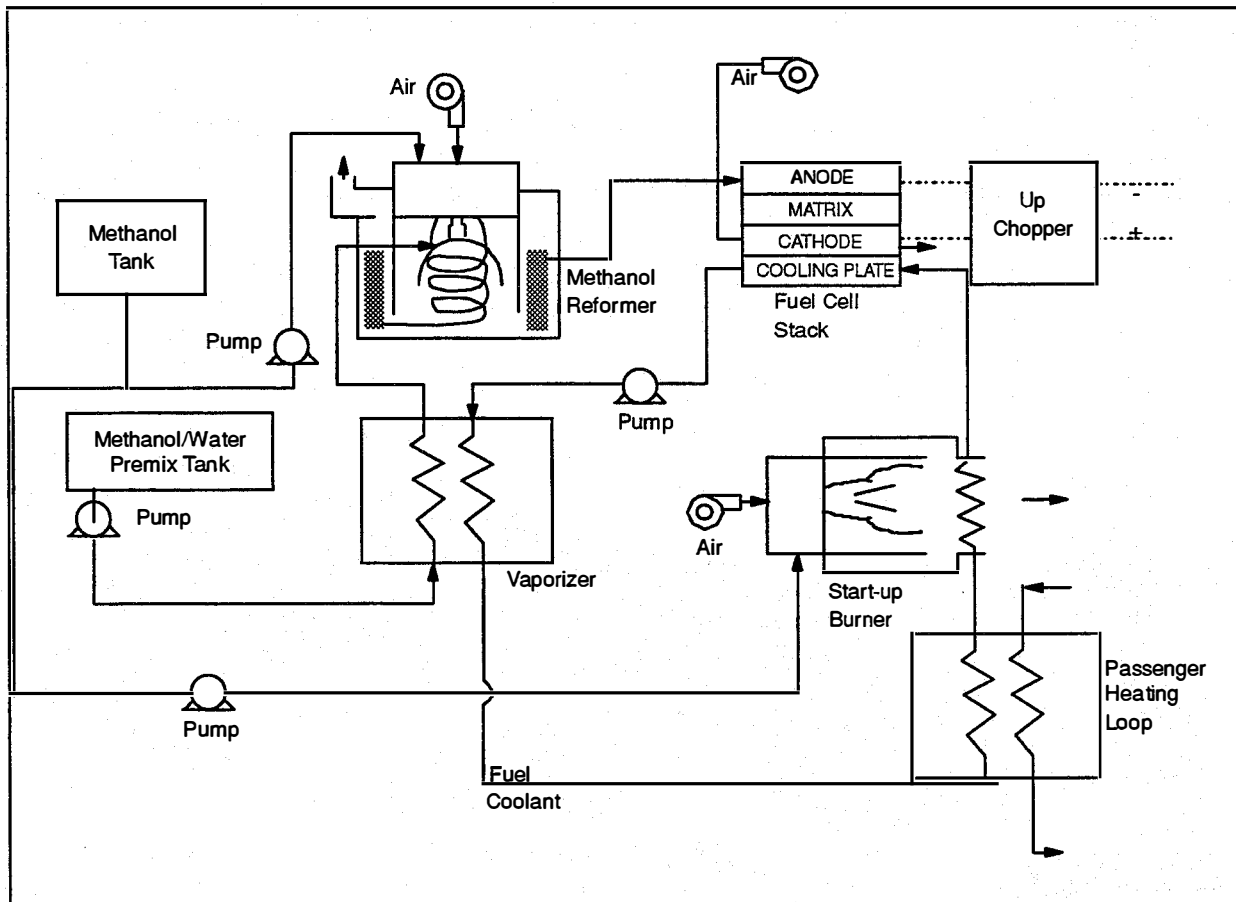 Air
Air
ANODE
MATRIX
CATHODE
COOLING PLATE
Fuel Cell
Stack
Up
Chopper
-
+
Methanol
Tank
Methanol
Reformer
Pump
Pump
Methanol/Water
Premix Tank
Pump
Vaporizer
Air
Start-up
Burner
Passenger
Heating
Loop
Pump
Fuel
Coolant